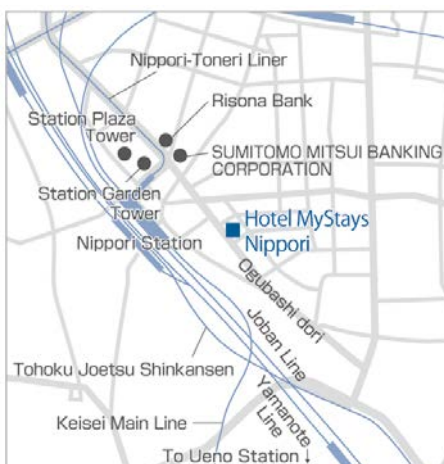 Nippori-Toneri Liner
Risona Bank
Station Plaza
Tower
SUMITOMO MITSUI BANKING
CORPORATION
Station Garden
Tower
Hotel MyStays
Nippori
Nippori Station
Ogubashi dori
Joban Line
Tohoku Joetsu Shinkansen
Yamanote
Line
Keisei Main Line
To Ueno Station ↓